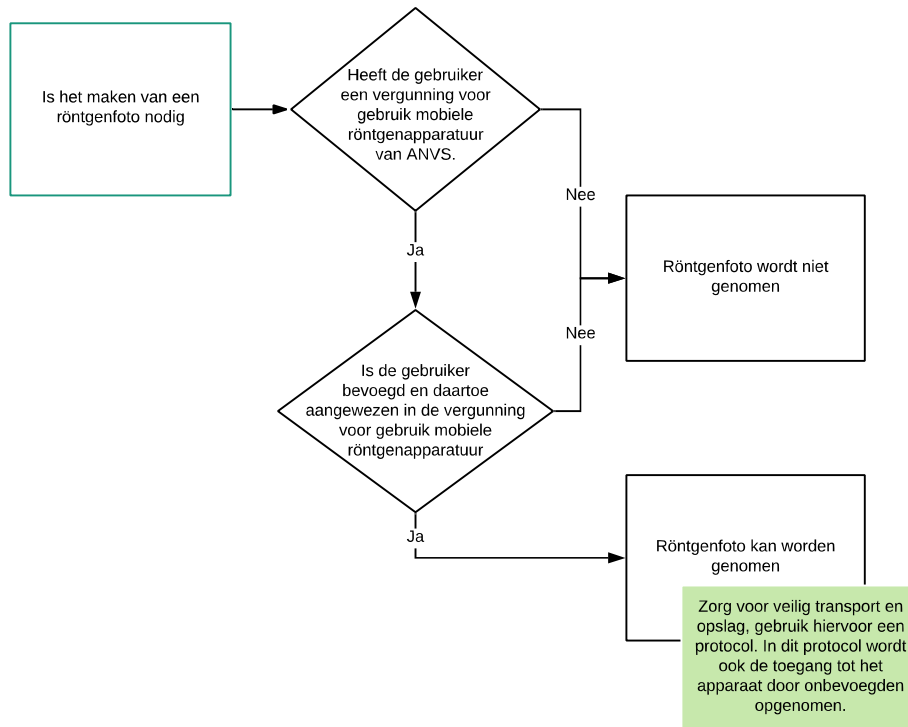 Is het maken van een
röntgenfoto nodig
Heeft de gebruiker
een vergunning voor
gebruik mobiele
röntgenapparatuur
van ANVS.
Nee
Ja
Röntgenfoto wordt niet
genomen
Nee
Is de gebruiker
bevoegd en daartoe
aangewezen in de vergunning
voor gebruik mobiele
röntgenapparatuur
Ja
Röntgenfoto kan worden
genomen
Zorg voor veilig transport en
opslag, gebruik hiervoor een
protocol. In dit protocol wordt
ook de toegang tot het
apparaat door onbevoegden
opgenomen.